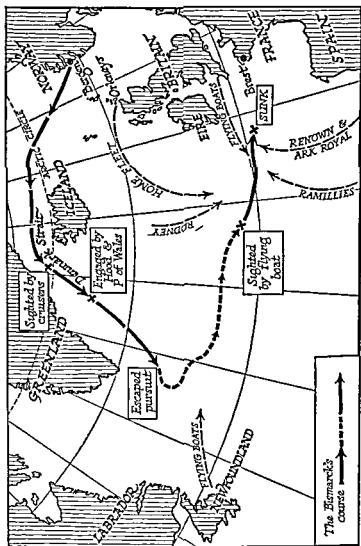 NORWAY
Bergen
ARCTIC
CIRCLE
Orkneys
BRITAIN
EIRE
FRANCE
Brest
SPAIN
FLYING BOATS
SUNK
RENOWN &
ARK ROYAL
RAMILLIES
HOME FLEET
RODNEY
ICELAND
Denmark Strait
Sighted by
cruisers
Engaged by
Hood &
P of Wales
Escaped
pursuit
Sighted
by flying
boat
GREENLAND
FLYING BOATS
NEWFOUNDLAND
LABRADOR
The Bismarck's
course